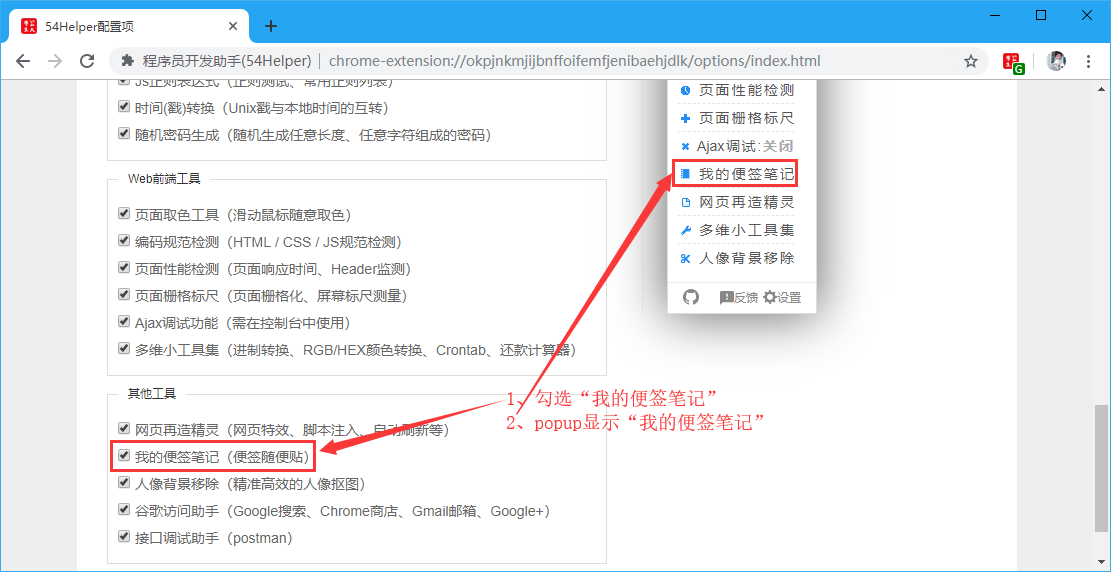 54Helper配置项
程序员开发助手(54Helper)
chrome-extension://okpjnkmjijbnffoifemfjenibaehjdlk/options/index.html
G
Js正则表达式（正则测试、常用正则列表）
时间(戳)转换（Unix戳与本地时间的互转）
随机密码生成（随机生成任意长度、任意字符组成的密码）
Web前端工具
页面取色工具（滑动鼠标随意取色）
编码规范检测（HTML / CSS / JS规范检测）
页面性能检测（页面响应时间、Header监测）
页面栅格标尺（页面栅格化、屏幕标尺测量）
Ajax调试功能（需在控制台中使用）
多维小工具集（进制转换、RGB/HEX颜色转换、Crontab、还款计算器）
其他工具
网页再造精灵（网页特效、脚本注入、自动刷新等）
我的便签笔记（便签随便贴）
人像背景移除（精准高效的人像抠图）
谷歌访问助手（Google搜索、Chrome商店、Gmail邮箱、Google+）
接口调试助手（postman）
页面性能检测
页面栅格标尺
Ajax调试:关闭
我的便签笔记
网页再造精灵
多维小工具集
人像背景移除
反馈 设置
1、勾选“我的便签笔记”
2、popup显示“我的便签笔记”